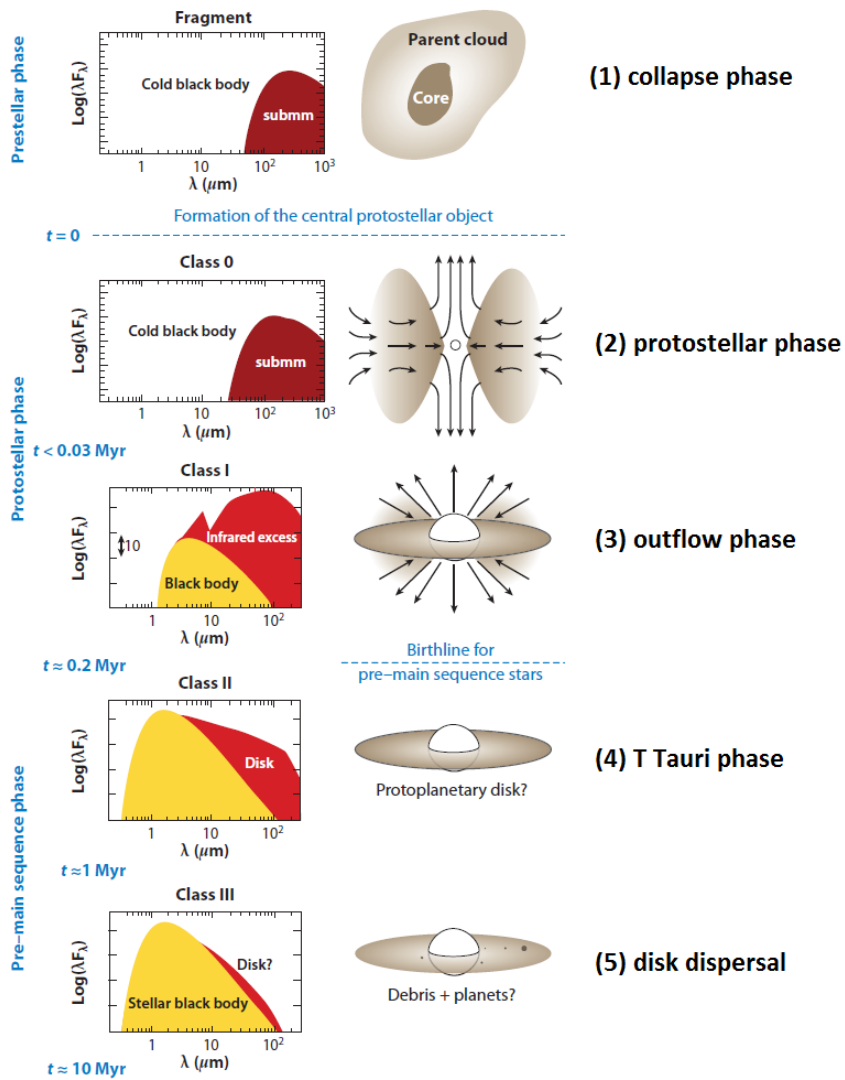 Fragment
Prestellar phase
Log(λFλ)
Cold black body
submm
1 10 10² 10³
λ (μm)
Parent cloud
Core
(1) collapse phase
Formation of the central protostellar object
t = 0
Class 0
Protostellar phase
Log(λFλ)
Cold black body
submm
1 10 10² 10³
λ (μm)
(2) protostellar phase
t < 0.03 Myr
Class I
Log(λFλ)
10
Infrared excess
Black body
1 10 10²
λ (μm)
(3) outflow phase
t ≈ 0.2 Myr
Birthline for
pre–main sequence stars
Class II
Pre–main sequence phase
Log(λFλ)
Disk
1 10 10²
λ (μm)
Protoplanetary disk?
(4) T Tauri phase
t ≈1 Myr
Class III
Log(λFλ)
Disk?
Stellar black body
1 10 10²
λ (μm)
Debris + planets?
(5) disk dispersal
t ≈ 10 Myr